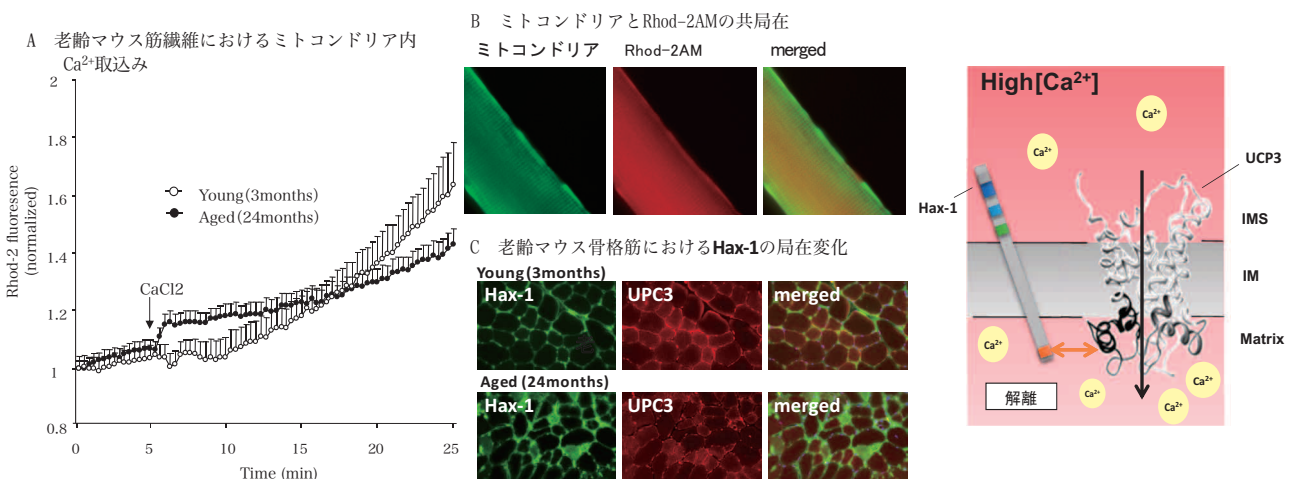 A 老齢マウス筋繊維におけるミトコンドリア内
Ca²⁺取込み
2
1.8
1.6
1.4
1.2
1
0.8
Rhod-2 fluorescence
(normalized)
Young(3months)
Aged(24months)
CaCl2
0
5
10
15
20
25
Time (min)
B ミトコンドリアとRhod-2AMの共局在
ミトコンドリア Rhod-2AM merged
C 老齢マウス骨格筋におけるHax-1の局在変化
Young(3months)
Hax-1 UPC3 merged
Aged(24months)
Hax-1 UPC3 merged
High[Ca²⁺]
Ca²⁺
Ca²⁺
UCP3
Hax-1
IMS
IM
Matrix
Ca²⁺
Ca²⁺
Ca²⁺
Ca²⁺
解離